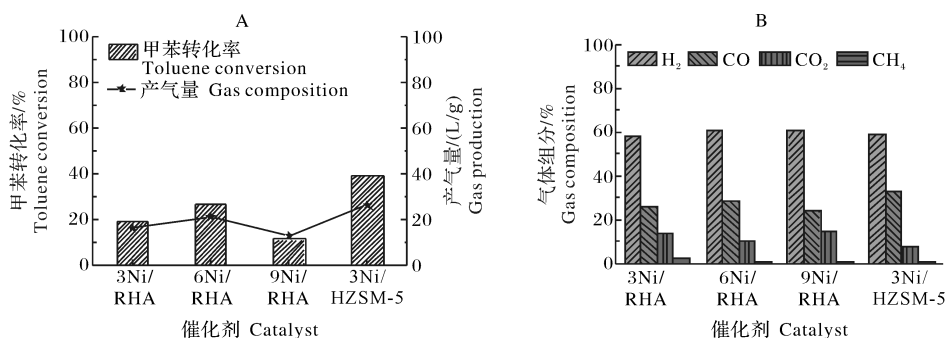 A
甲苯转化率/%
Toluene conversion
100
80
60
40
20
0
甲苯转化率
Toluene conversion
产气量 Gas composition
100
80
60
40
20
0
产气量/(L/g)
Gas production
3Ni/
RHA
6Ni/
RHA
9Ni/
RHA
3Ni/
HZSM-5
催化剂 Catalyst
B
气体组分/%
Gas composition
100
80
60
40
20
0
H₂ CO CO₂ CH₄
3Ni/
RHA
6Ni/
RHA
9Ni/
RHA
3Ni/
HZSM-5
催化剂 Catalyst